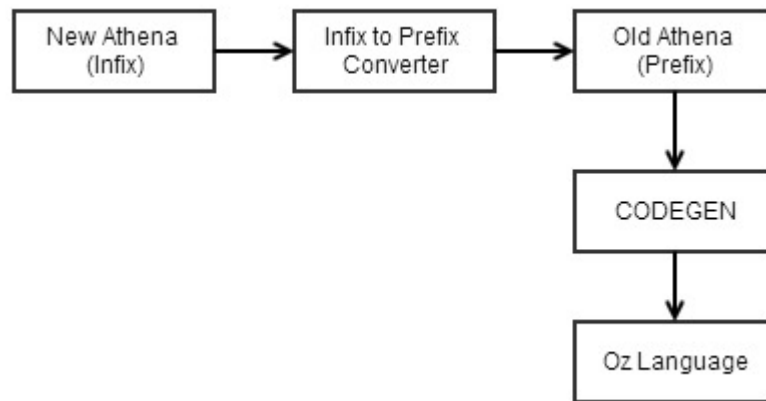 New Athena
(Infix)
Infix to Prefix
Converter
Old Athena
(Prefix)
CODEGEN
Oz Language